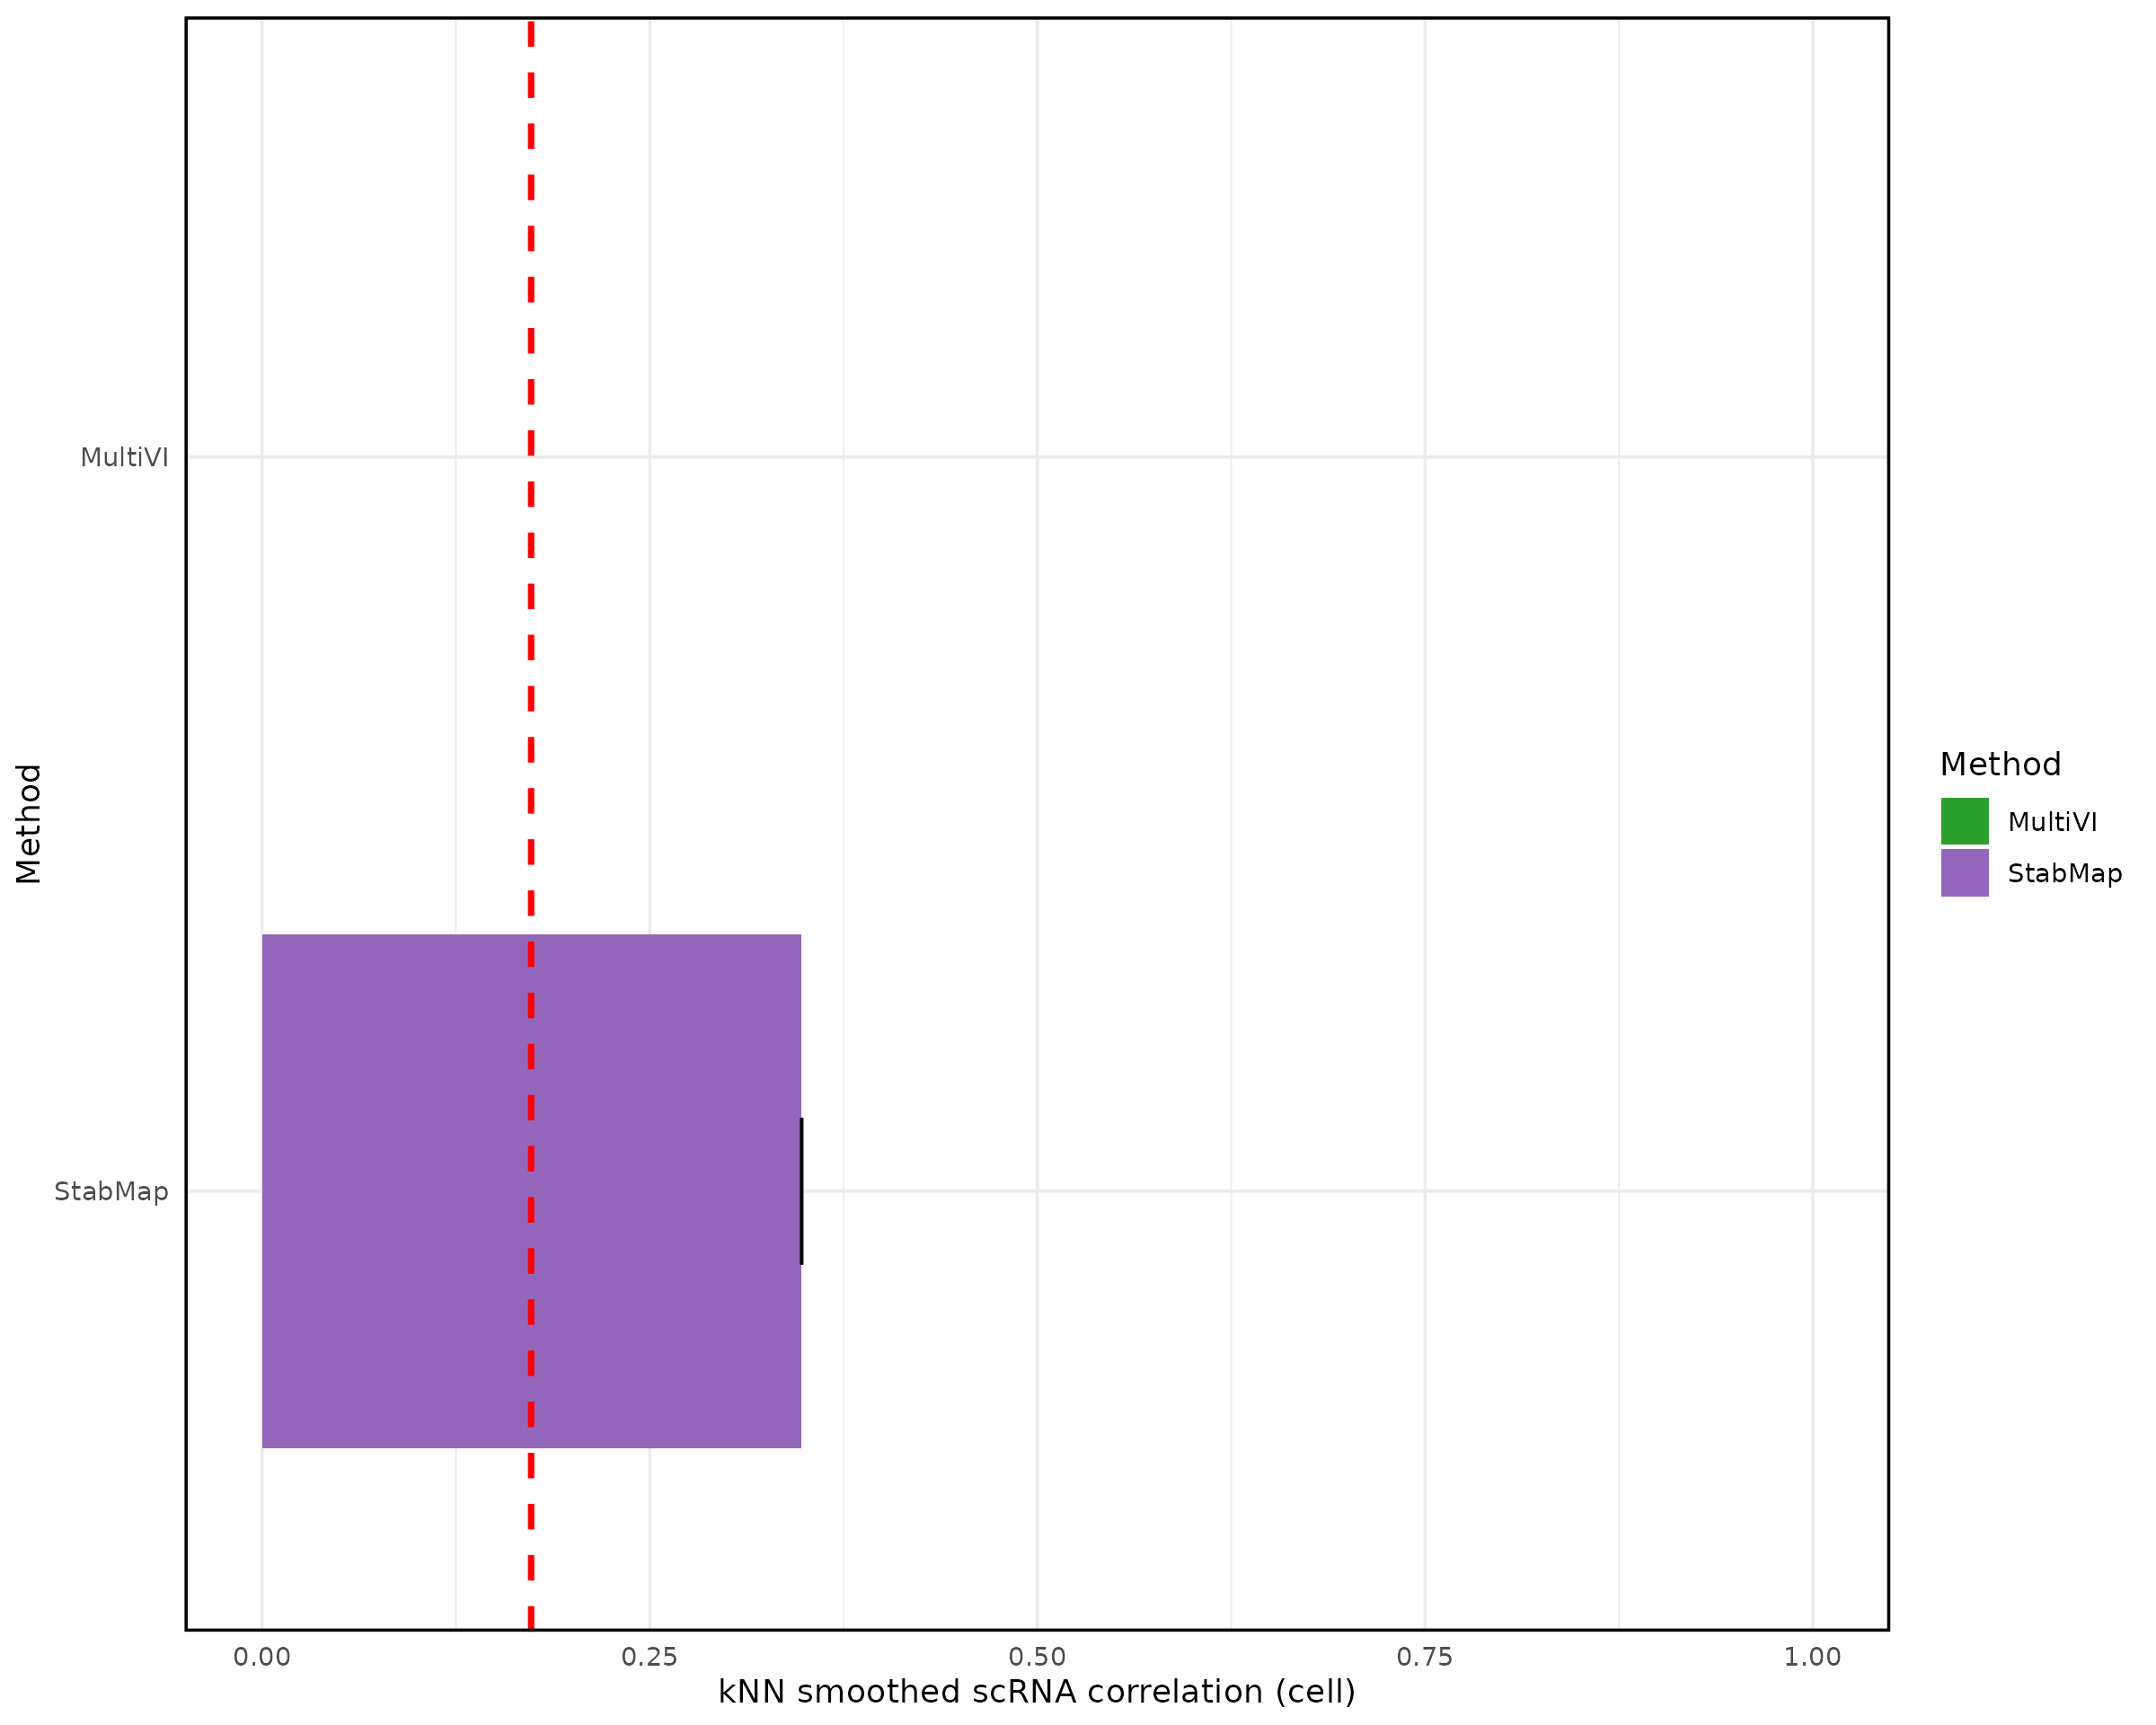 MultiVI
StabMap
Method
0.00 0.25 0.50 0.75 1.00
kNN smoothed scRNA correlation (cell)
Method
MultiVI
StabMap